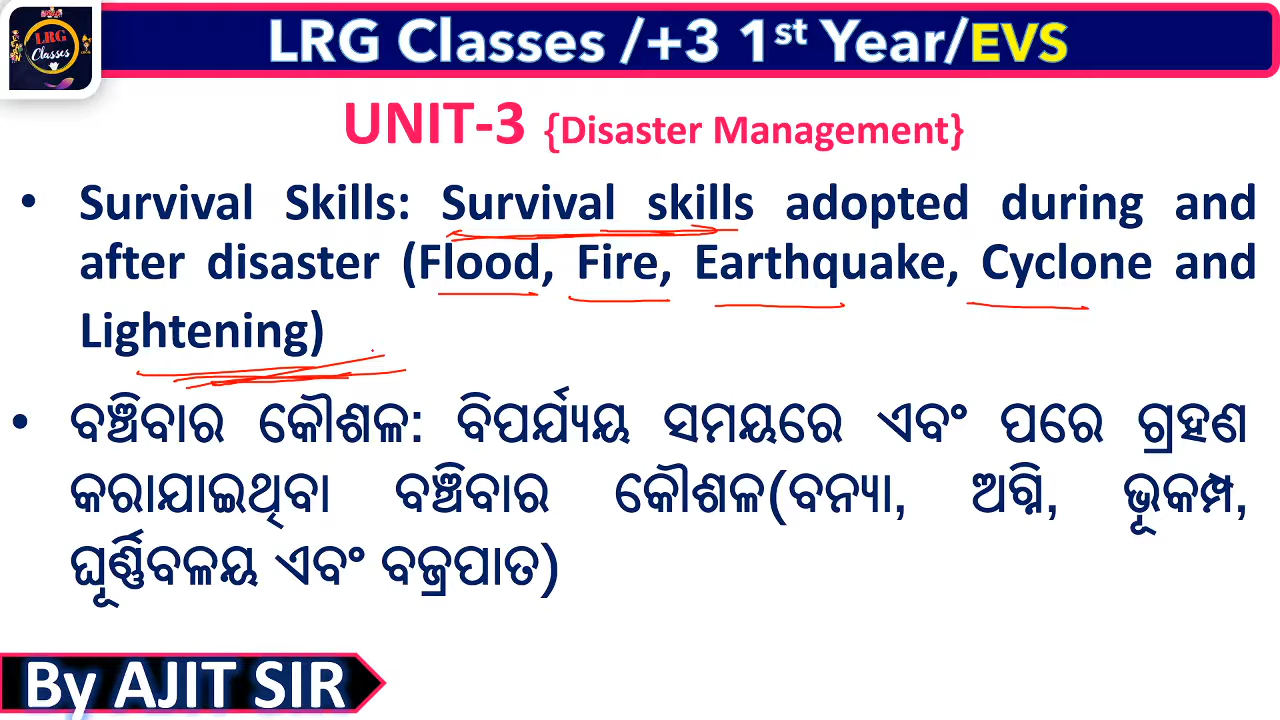 LRG Classes
LRG Classes /+3 1st Year/EVS
UNIT-3 {Disaster Management}
• Survival Skills: Survival skills adopted during and
after disaster (Flood, Fire, Earthquake, Cyclone and
Lightening)
• ବଞ୍ଚିବାର କୌଶଳ: ବିପର୍ଯ୍ୟୟ ସମୟରେ ଏବଂ ପରେ ଗ୍ରହଣ
କରାଯାଇଥିବା ବଞ୍ଚିବାର କୌଶଳ(ବନ୍ୟା, ଅଗ୍ନି, ଭୂକମ୍ପ,
ଘୂର୍ଣ୍ଣିବଳୟ ଏବଂ ବଜ୍ରପାତ)
By AJIT SIR